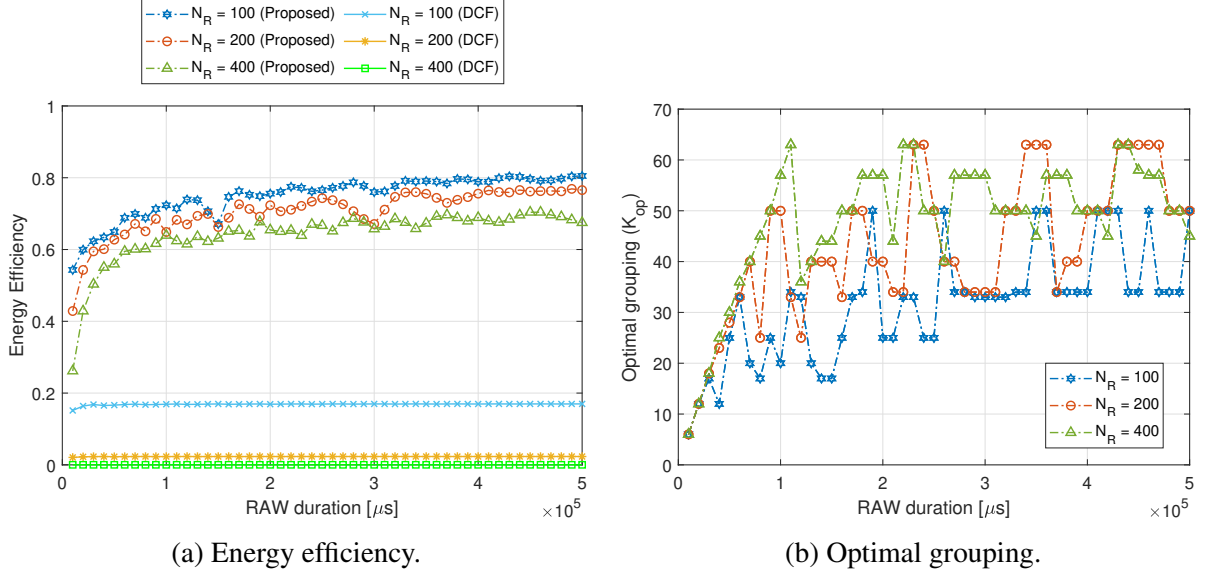 N_R = 100 (Proposed) N_R = 100 (DCF)
N_R = 200 (Proposed) N_R = 200 (DCF)
N_R = 400 (Proposed) N_R = 400 (DCF)
Energy Efficiency
1
0.8
0.6
0.4
0.2
0
0 1 2 3 4 5
RAW duration [μs]
×10^5
(a) Energy efficiency.
Optimal grouping (K_op)
70
60
50
40
30
20
10
0
N_R = 100
N_R = 200
N_R = 400
0 1 2 3 4 5
RAW duration [μs]
×10^5
(b) Optimal grouping.